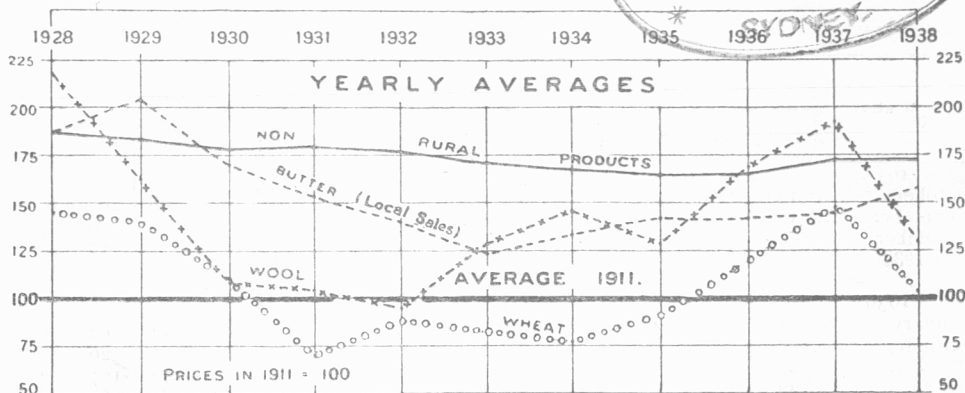 SYDNEY.
1928 1929 1930 1931 1932 1933 1934 1935 1936 1937 1938
225 YEARLY AVERAGES 225
200 200
NON RURAL PRODUCTS
175 175
BUTTER (Local Sales)
150 150
125 125
WOOL AVERAGE 1911.
100 100
WHEAT
75 75
PRICES IN 1911 = 100
50 50